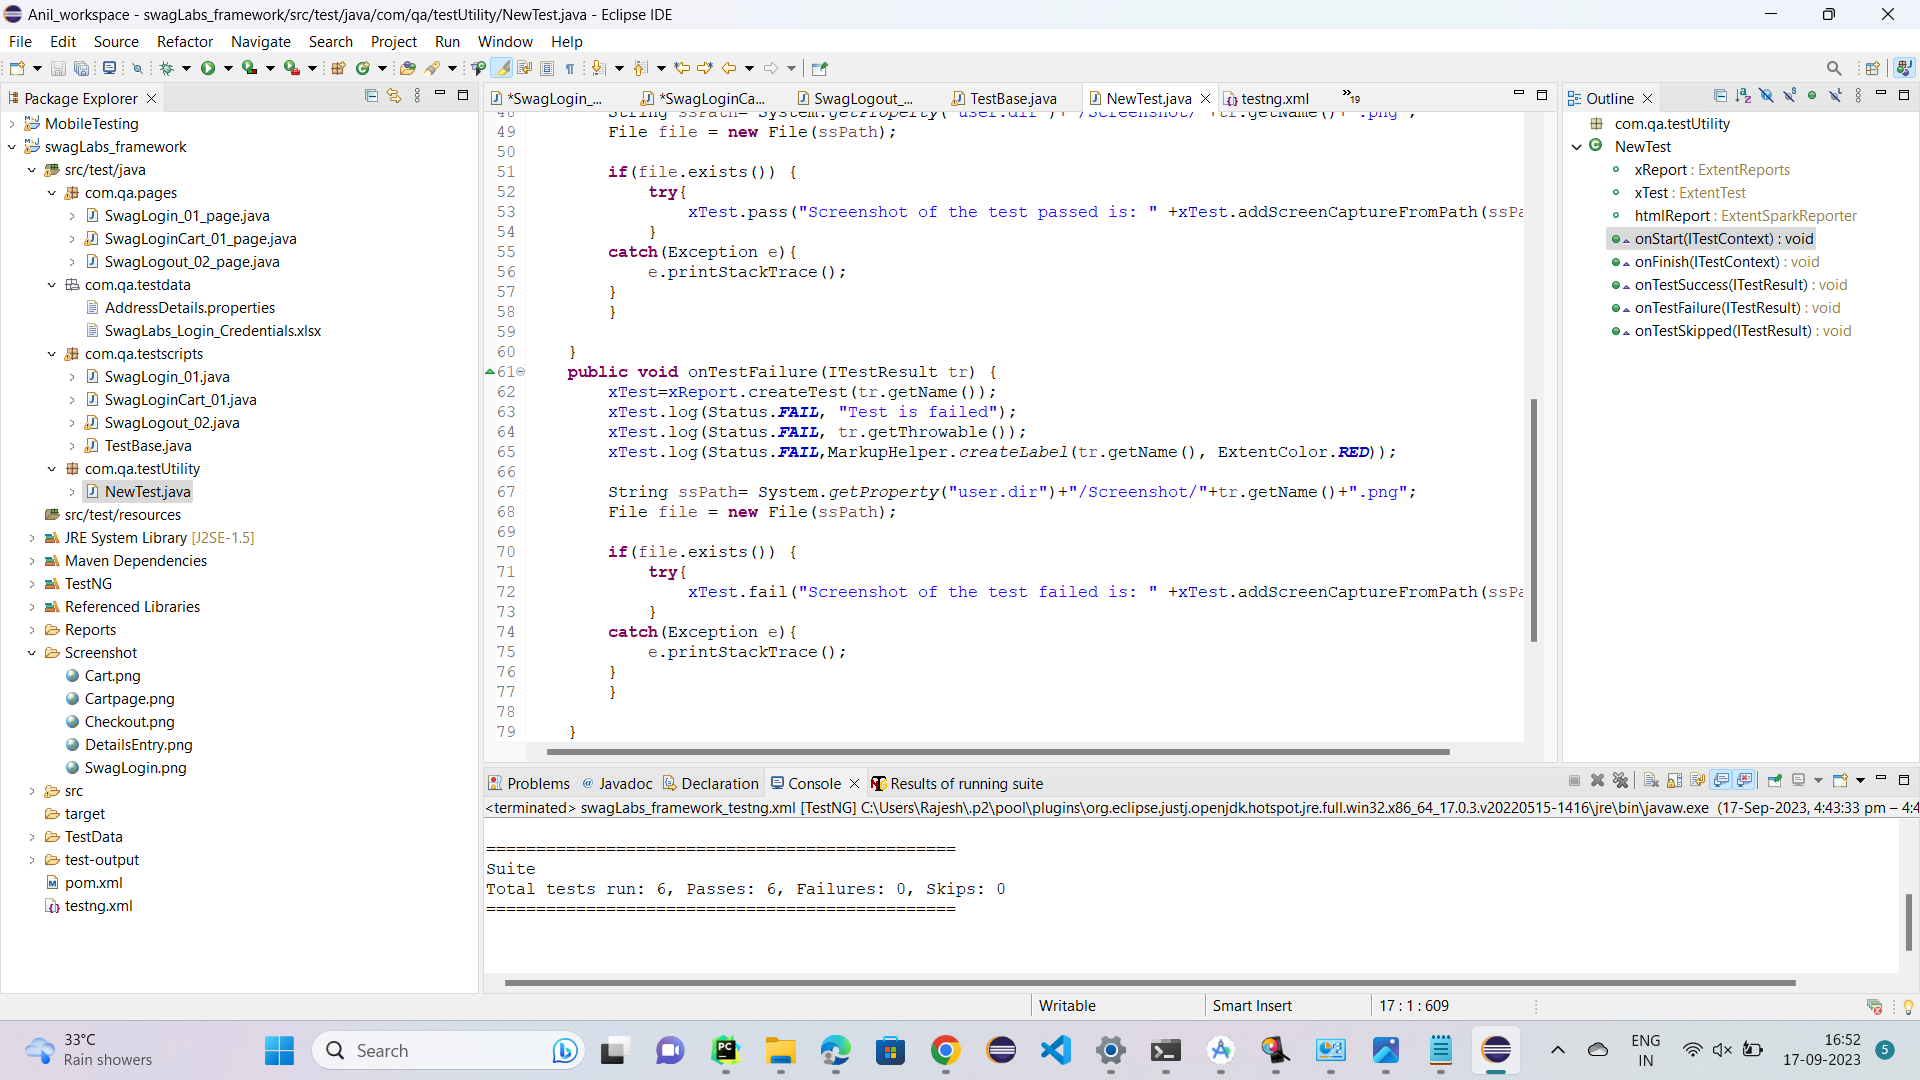 Anil_workspace - swagLabs_framework/src/test/java/com/qa/testUtility/NewTest.java - Eclipse IDE
File Edit Source Refactor Navigate Search Project Run Window Help
Package Explorer
MobileTesting
swagLabs_framework
src/test/java
com.qa.pages
SwagLogin_01_page.java
SwagLoginCart_01_page.java
SwagLogout_02_page.java
com.qa.testdata
AddressDetails.properties
SwagLabs_Login_Credentials.xlsx
com.qa.testscripts
SwagLogin_01.java
SwagLoginCart_01.java
SwagLogout_02.java
TestBase.java
com.qa.testUtility
NewTest.java
src/test/resources
JRE System Library [J2SE-1.5]
Maven Dependencies
TestNG
Referenced Libraries
Reports
Screenshot
Cart.png
Cartpage.png
Checkout.png
DetailsEntry.png
SwagLogin.png
src
target
TestData
test-output
pom.xml
testng.xml
*SwagLogin_... *SwagLoginCa... SwagLogout_... TestBase.java NewTest.java testng.xml »19
48 String ssPath= System.getProperty("user.dir")+"/Screenshot/"+tr.getName()+".png";
49 File file = new File(ssPath);
50
51 if(file.exists()) {
52 try{
53 xTest.pass("Screenshot of the test passed is: " +xTest.addScreenCaptureFromPath(ssPa
54 }
55 catch(Exception e){
56 e.printStackTrace();
57 }
58 }
59
60 }
61 public void onTestFailure(ITestResult tr) {
62 xTest=xReport.createTest(tr.getName());
63 xTest.log(Status.FAIL, "Test is failed");
64 xTest.log(Status.FAIL, tr.getThrowable());
65 xTest.log(Status.FAIL,MarkupHelper.createLabel(tr.getName(), ExtentColor.RED));
66
67 String ssPath= System.getProperty("user.dir")+"/Screenshot/"+tr.getName()+".png";
68 File file = new File(ssPath);
69
70 if(file.exists()) {
71 try{
72 xTest.fail("Screenshot of the test failed is: " +xTest.addScreenCaptureFromPath(ssPa
73 }
74 catch(Exception e){
75 e.printStackTrace();
76 }
77 }
78
79 }
Outline
com.qa.testUtility
NewTest
xReport : ExtentReports
xTest : ExtentTest
htmlReport : ExtentSparkReporter
onStart(ITestContext) : void
onFinish(ITestContext) : void
onTestSuccess(ITestResult) : void
onTestFailure(ITestResult) : void
onTestSkipped(ITestResult) : void
Problems @ Javadoc Declaration Console Results of running suite
<terminated> swagLabs_framework_testng.xml [TestNG] C:\Users\Rajesh\.p2\pool\plugins\org.eclipse.justj.openjdk.hotspot.jre.full.win32.x86_64_17.0.3.v20220515-1416\jre\bin\javaw.exe (17-Sep-2023, 4:43:33 pm – 4:4
===============================================
Suite
Total tests run: 6, Passes: 6, Failures: 0, Skips: 0
===============================================
Writable Smart Insert 17 : 1 : 609
33°C
Rain showers
Search
ENG
IN
16:52
17-09-2023
5